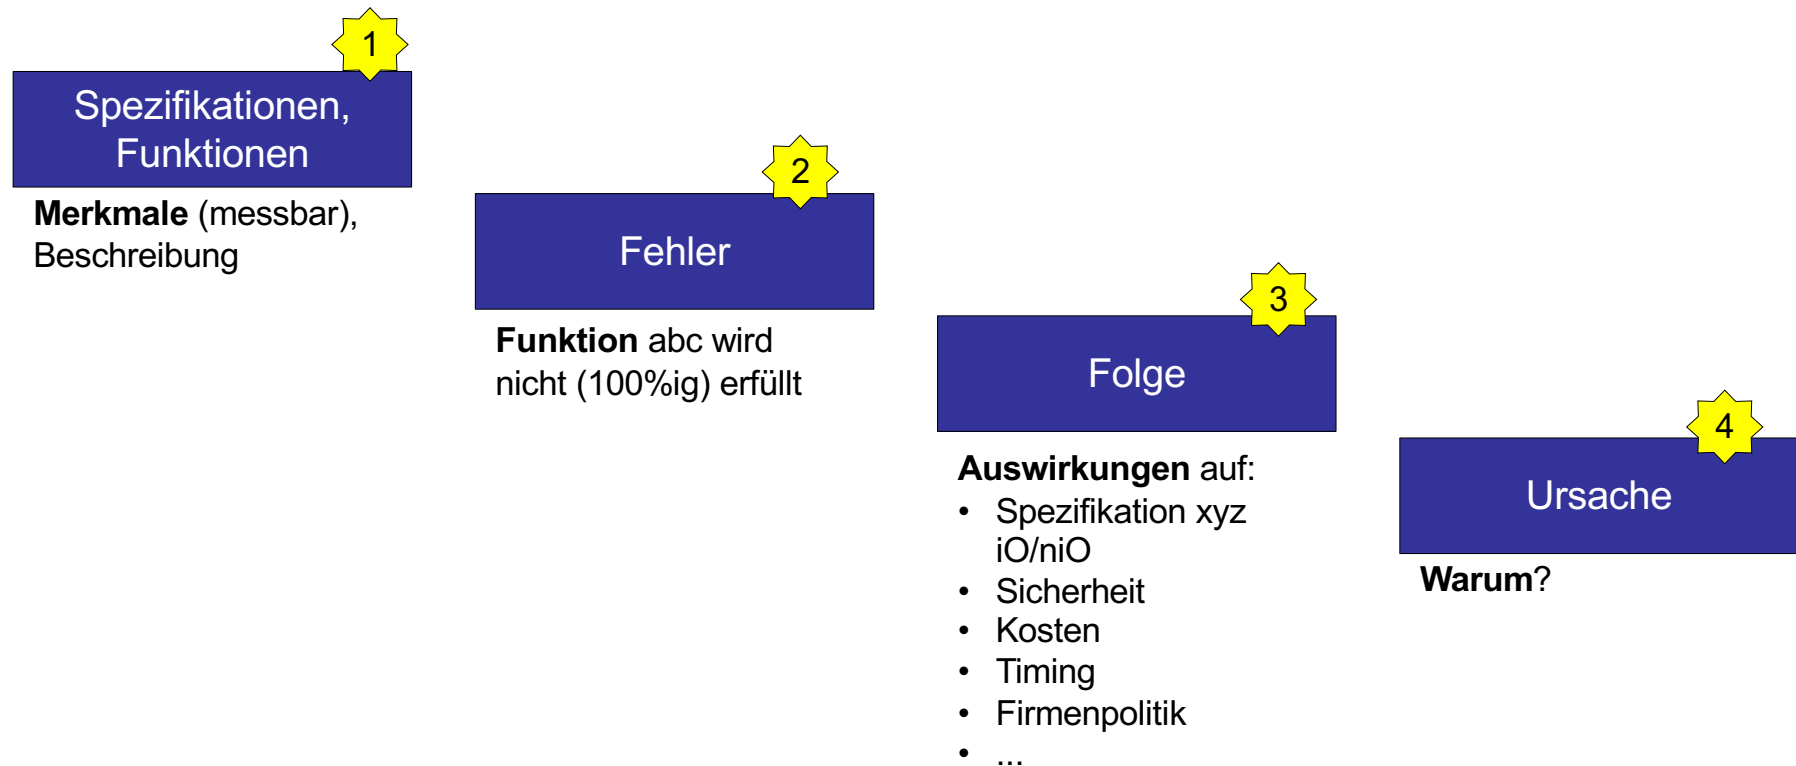 1
Spezifikationen,
Funktionen
Merkmale (messbar),
Beschreibung
2
Fehler
Funktion abc wird
nicht (100%ig) erfüllt
3
Folge
Auswirkungen auf:
• Spezifikation xyz
iO/niO
• Sicherheit
• Kosten
• Timing
• Firmenpolitik
• ...
4
Ursache
Warum?